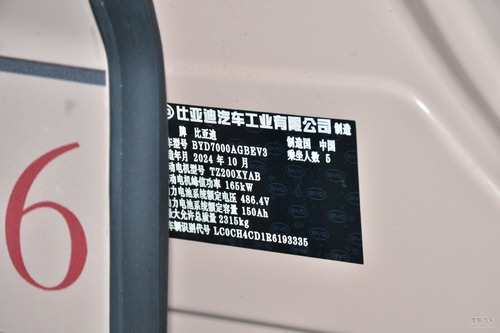 比亚迪汽车工业有限公司 制造
牌 比亚迪 制造国 中国
型号 BYD7000AGBEV3 乘坐人数 5
造年月 2024 年 10 月
动电机型号 TZ200XYAB
动电机峰值功率 165kW
力电池系统额定电压 486.4V
力电池系统额定容量 150Ah
大允许总质量 2315kg
车辆识别代号 LC0CH4CD1R6193335
6